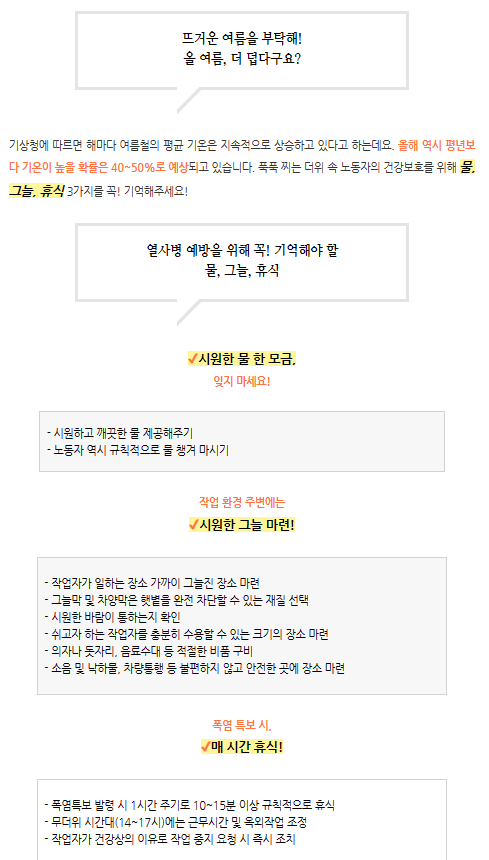 뜨거운 여름을 부탁해!
올 여름, 더 덥다구요?
기상청에 따르면 해마다 여름철의 평균 기온은 지속적으로 상승하고 있다고 하는데요. 올해 역시 평년보
다 기온이 높을 확률은 40~50%로 예상되고 있습니다. 푹푹 찌는 더위 속 노동자의 건강보호를 위해 물,
그늘, 휴식 3가지를 꼭! 기억해주세요!
열사병 예방을 위해 꼭! 기억해야 할
물, 그늘, 휴식
✔시원한 물 한 모금,
잊지 마세요!
- 시원하고 깨끗한 물 제공해주기
- 노동자 역시 규칙적으로 물 챙겨 마시기
작업 환경 주변에는
✔시원한 그늘 마련!
- 작업자가 일하는 장소 가까이 그늘진 장소 마련
- 그늘막 및 차양막은 햇볕을 완전 차단할 수 있는 재질 선택
- 시원한 바람이 통하는지 확인
- 쉬고자 하는 작업자를 충분히 수용할 수 있는 크기의 장소 마련
- 의자나 돗자리, 음료수대 등 적절한 비품 구비
- 소음 및 낙하물, 차량통행 등 불편하지 않고 안전한 곳에 장소 마련
폭염 특보 시,
✔매 시간 휴식!
- 폭염특보 발령 시 1시간 주기로 10~15분 이상 규칙적으로 휴식
- 무더위 시간대(14~17시)에는 근무시간 및 옥외작업 조정
- 작업자가 건강상의 이유로 작업 중지 요청 시 즉시 조치